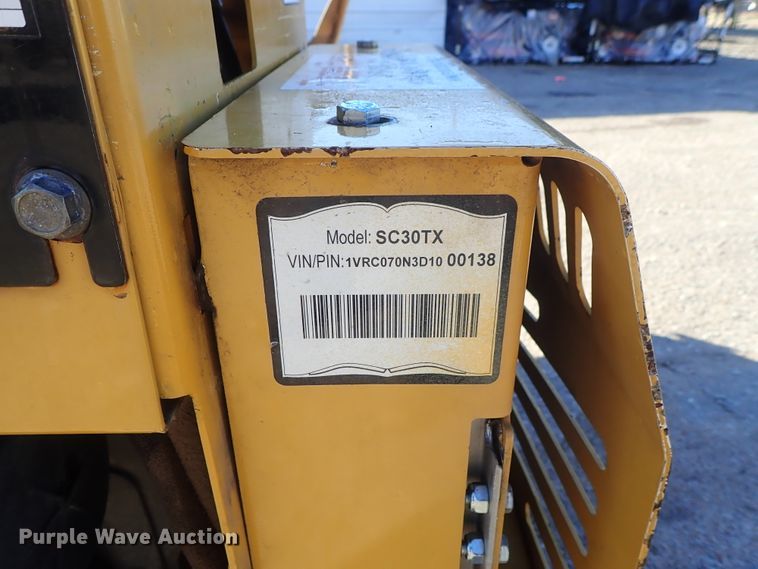 Model: SC30TX
VIN/PIN:1VRC070N3D10 00138
Purple Wave Auction